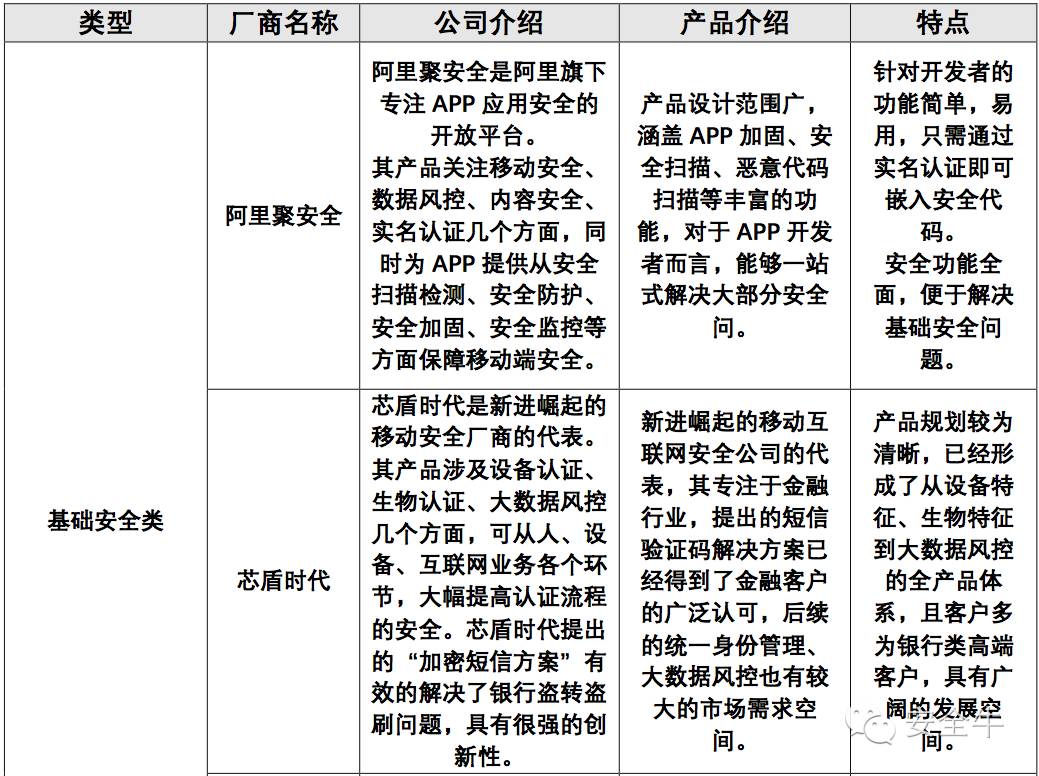 类型 厂商名称 公司介绍 产品介绍 特点
基础安全类
阿里聚安全
阿里聚安全是阿里旗下
专注 APP 应用安全的
开放平台。
其产品关注移动安全、
数据风控、内容安全、
实名认证几个方面，同
时为 APP 提供从安全
扫描检测、安全防护、
安全加固、安全监控等
方面保障移动端安全。
产品设计范围广，
涵盖 APP 加固、安
全扫描、恶意代码
扫描等丰富的功
能，对于 APP 开发
者而言，能够一站
式解决大部分安全
问。
针对开发者的
功能简单，易
用，只需通过
实名认证即可
嵌入安全代
码。
安全功能全
面，便于解决
基础安全问
题。
芯盾时代
芯盾时代是新进崛起的
移动安全厂商的代表。
其产品涉及设备认证、
生物认证、大数据风控
几个方面，可从人、设
备、互联网业务各个环
节，大幅提高认证流程
的安全。芯盾时代提出
的“加密短信方案”有
效的解决了银行盗转盗
刷问题，具有很强的创
新性。
新进崛起的移动互
联网安全公司的代
表，其专注于金融
行业，提出的短信
验证码解决方案已
经得到了金融客户
的广泛认可，后续
的统一身份管理、
大数据风控也有较
大的市场需求空
间。
产品规划较为
清晰，已经形
成了从设备特
征、生物特征
到大数据风控
的全产品体
系，且客户多
为银行类高端
客户，具有广
阔的发展空
间。
安全牛